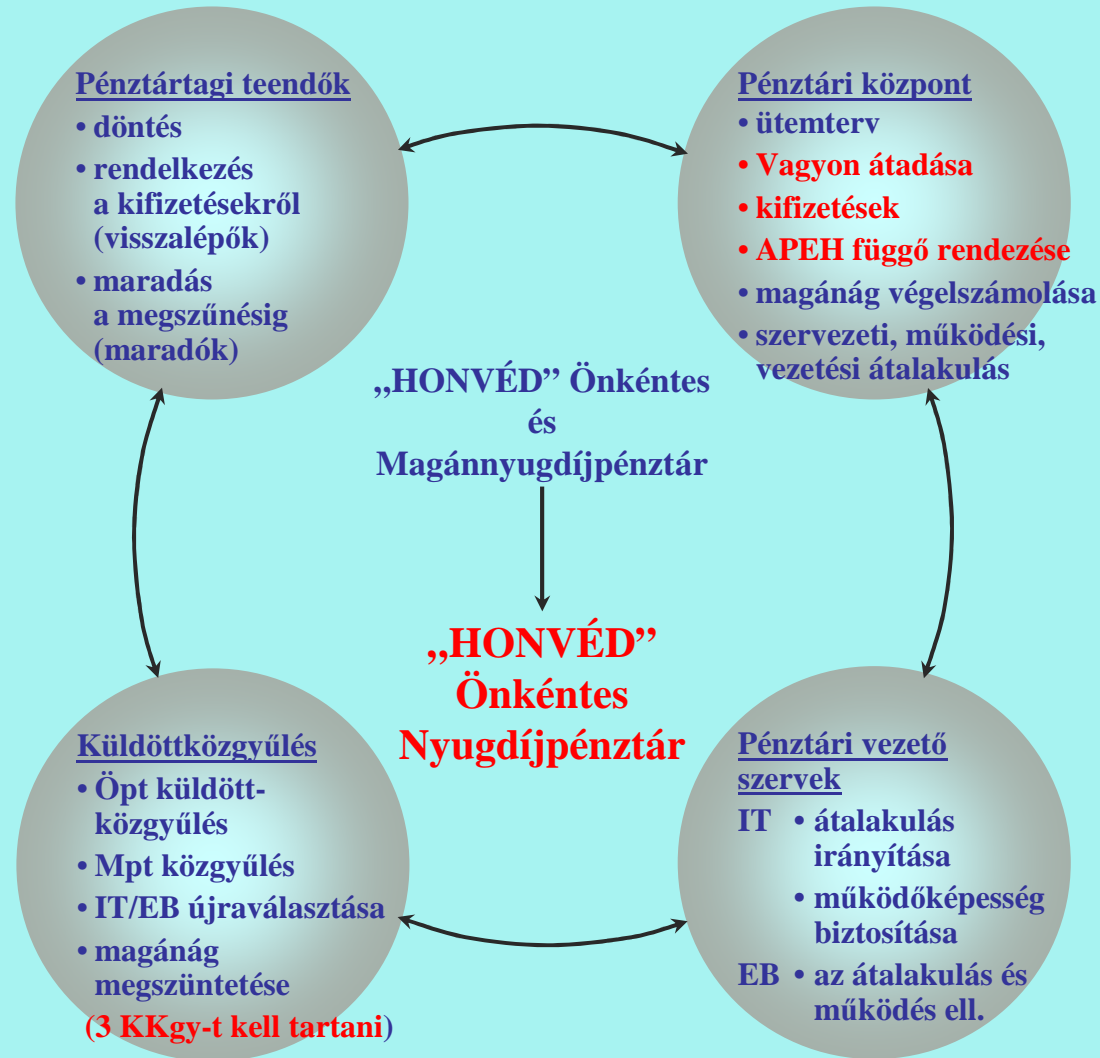 Pénztártagi teendők
• döntés
• rendelkezés
a kifizetésekről
(visszalépők)
• maradás
a megszűnésig
(maradók)
Pénztári központ
• ütemterv
• Vagyon átadása
• kifizetések
• APEH függő rendezése
• magánág végelszámolása
• szervezeti, működési,
vezetési átalakulás
„HONVÉD” Önkéntes
és
Magánnyugdíjpénztár
„HONVÉD”
Önkéntes
Nyugdíjpénztár
Küldöttközgyűlés
• Öpt küldött-
közgyűlés
• Mpt közgyűlés
• IT/EB újraválasztása
• magánág
megszüntetése
(3 KKgy-t kell tartani)
Pénztári vezető
szervek
IT • átalakulás
irányítása
• működőképesség
biztosítása
EB • az átalakulás és
működés ell.